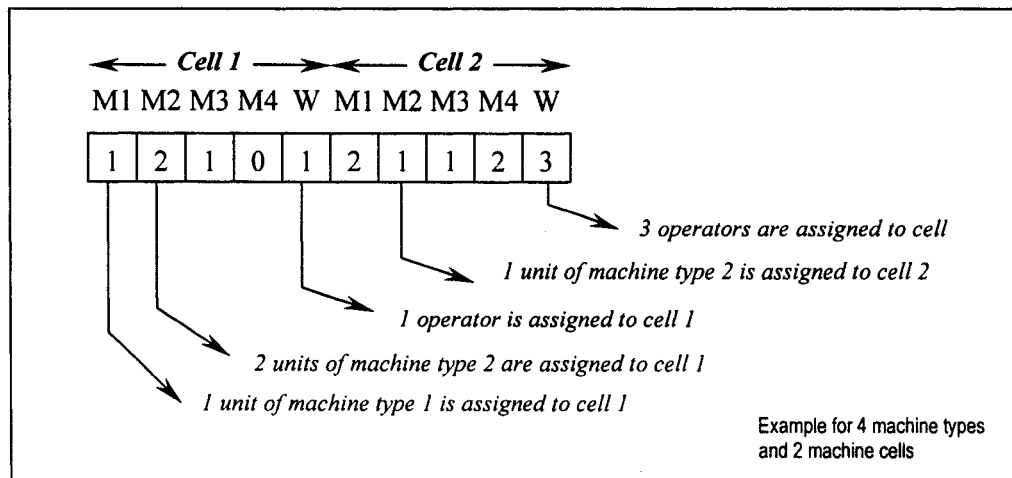 Cell 1 Cell 2
M1 M2 M3 M4 W M1 M2 M3 M4 W
1 2 1 0 1 2 1 1 2 3
3 operators are assigned to cell
1 unit of machine type 2 is assigned to cell 2
1 operator is assigned to cell 1
2 units of machine type 2 are assigned to cell 1
1 unit of machine type 1 is assigned to cell 1
Example for 4 machine types
and 2 machine cells